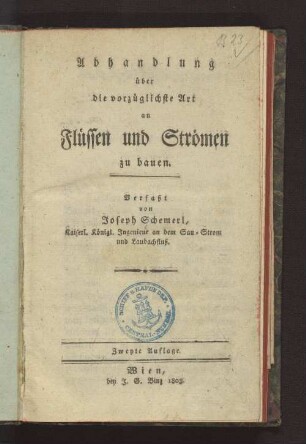 Abhandlung
über
die vorzüglichste Art
an
Flüssen und Strömen
zu bauen.
Verfaßt
von
Joseph Schemerl,
Kaiserl. Königl. Ingenieur an dem Sau-Strom
und Laubachfluß.
Zweyte Auflage.
Wien,
bey J. G. Binz